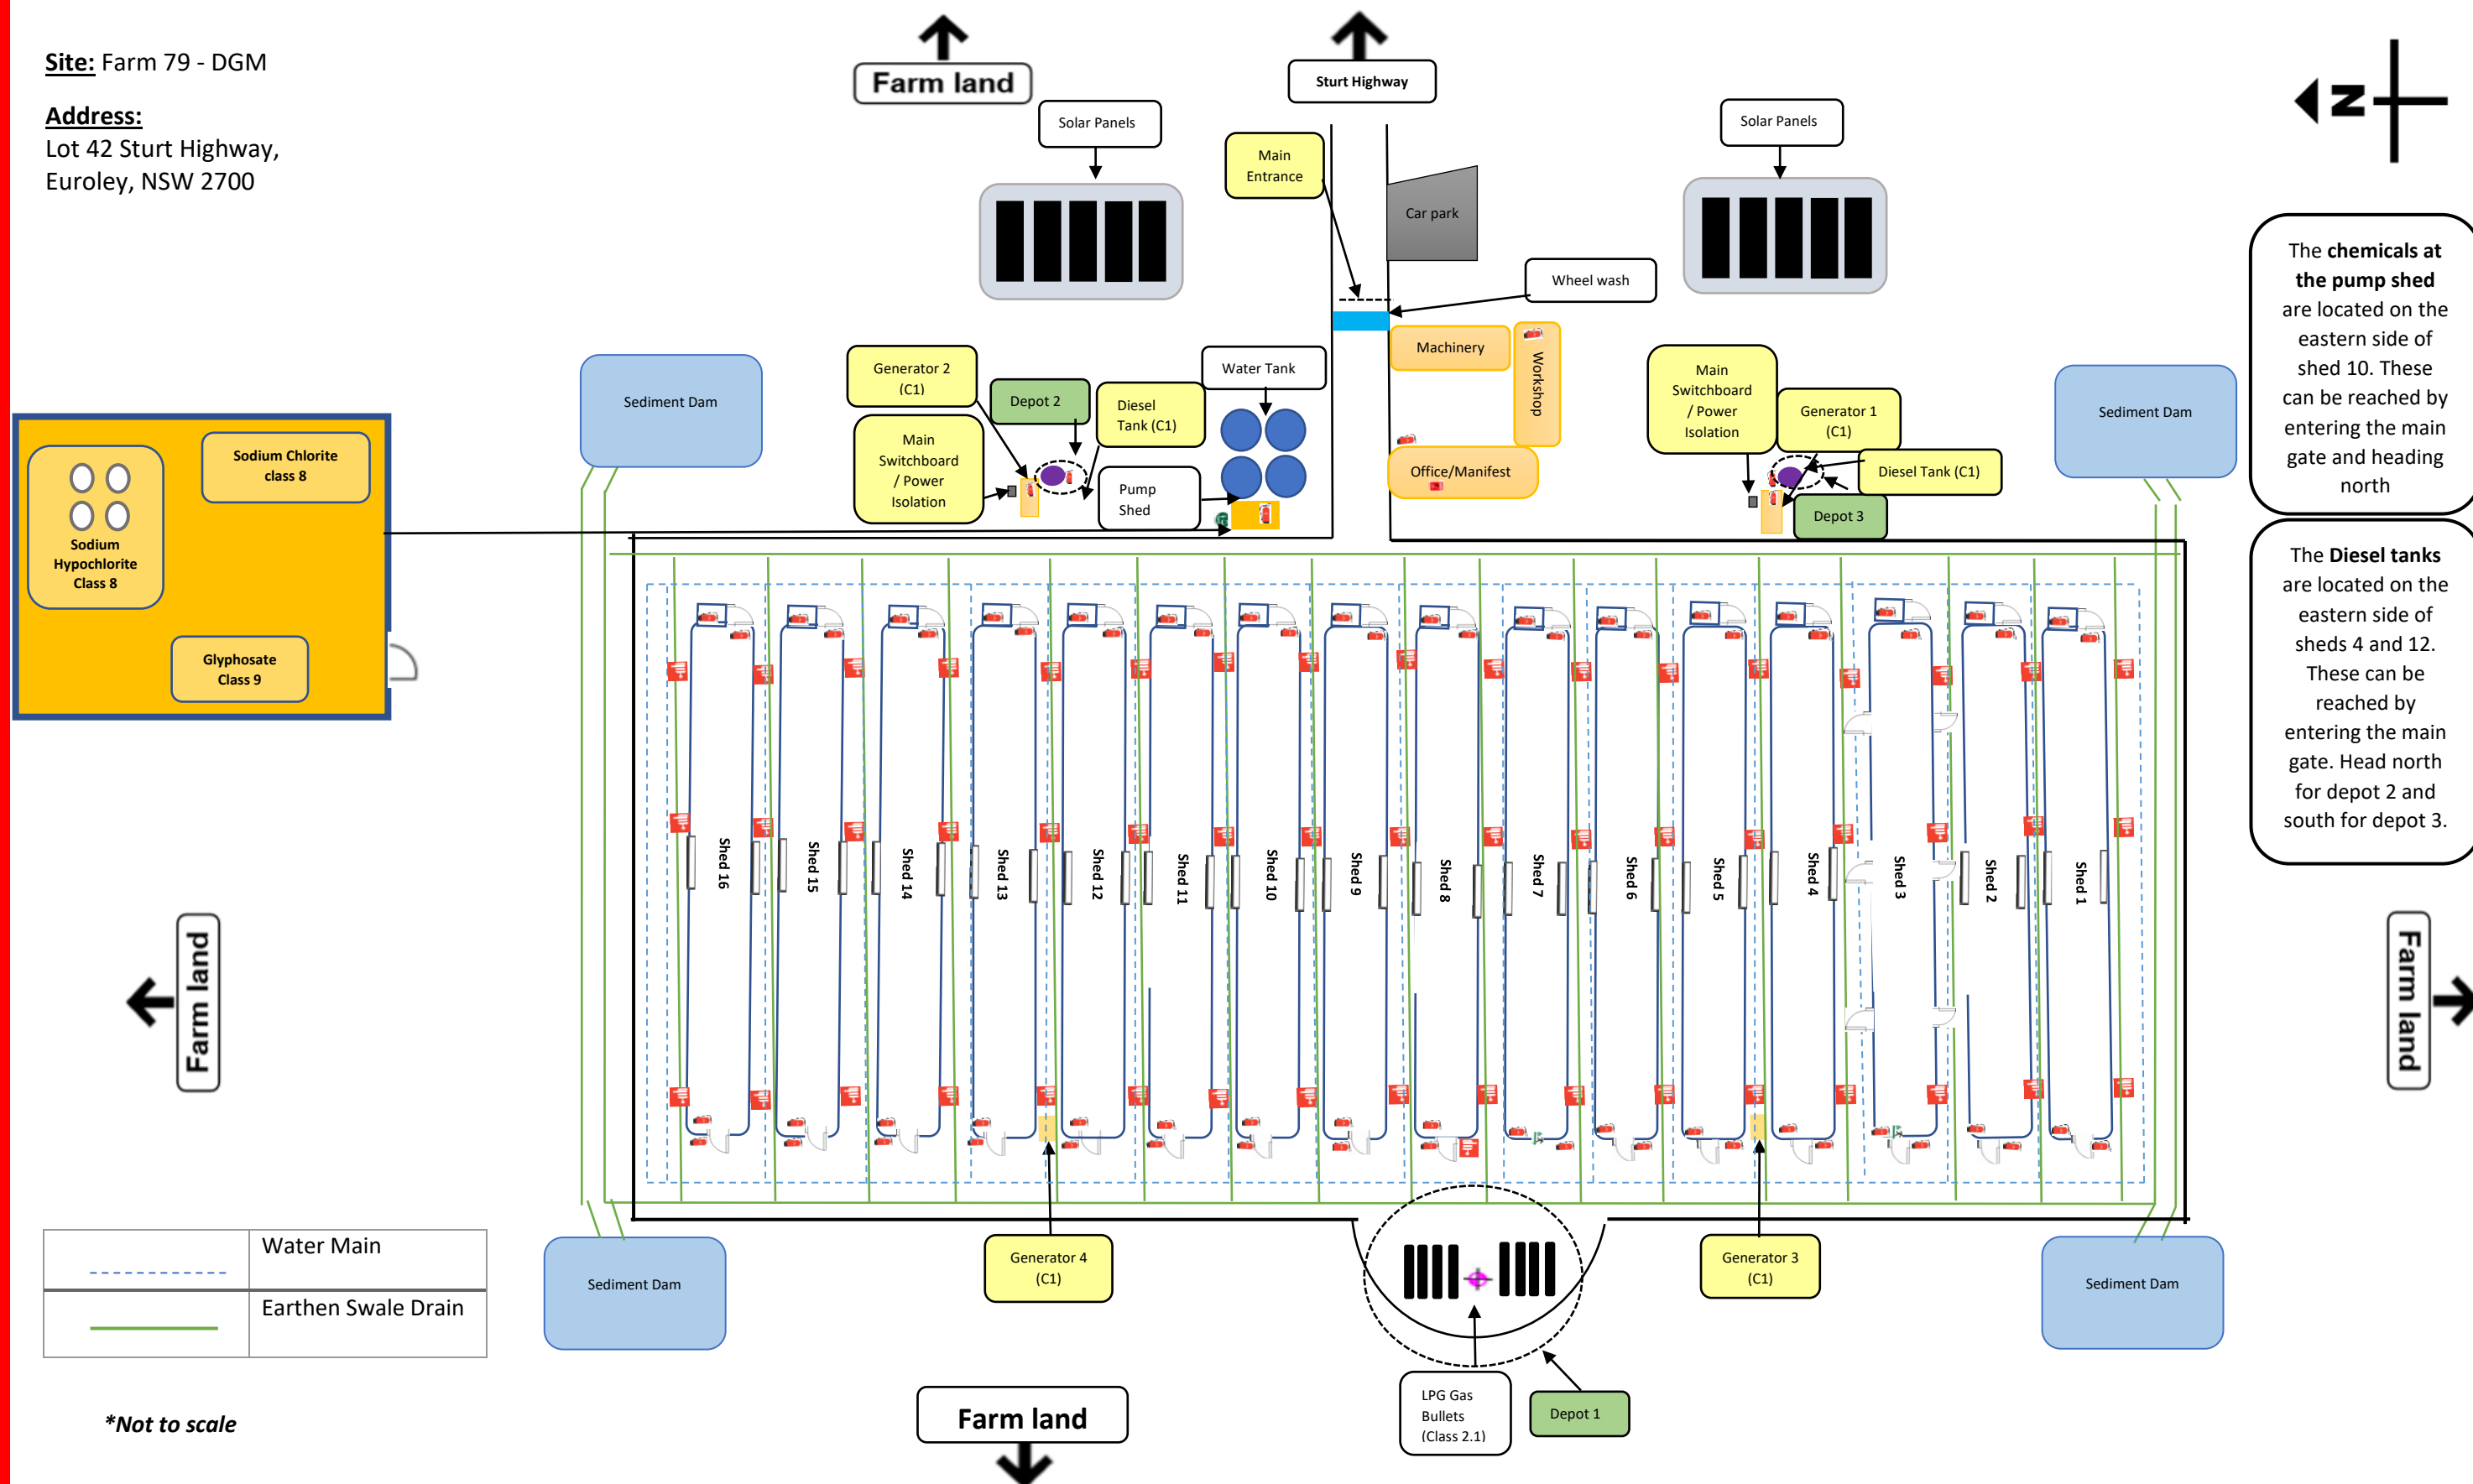 Site: Farm 79 - DGM
Address:
Lot 42 Sturt Highway,
Euroley, NSW 2700
Farm land
Sturt Highway
N
Solar Panels
Main
Entrance
Car park
Solar Panels
Wheel wash
The chemicals at
the pump shed
are located on the
eastern side of
shed 10. These
can be reached by
entering the main
gate and heading
north
Sediment Dam
Generator 2
(C1)
Depot 2
Diesel
Tank (C1)
Water Tank
Machinery
Workshop
Main
Switchboard
/ Power
Isolation
Generator 1
(C1)
Sediment Dam
Main
Switchboard
/ Power
Isolation
Pump
Shed
Office/Manifest
Diesel Tank (C1)
Depot 3
Sodium Chlorite
class 8
Sodium
Hypochlorite
Class 8
Glyphosate
Class 9
The Diesel tanks
are located on the
eastern side of
sheds 4 and 12.
These can be
reached by
entering the main
gate. Head north
for depot 2 and
south for depot 3.
Shed 16
Shed 15
Shed 14
Shed 13
Shed 12
Shed 11
Shed 10
Shed 9
Shed 8
Shed 7
Shed 6
Shed 5
Shed 4
Shed 3
Shed 2
Shed 1
Farm land
Farm land
Water Main
Earthen Swale Drain
Sediment Dam
Generator 4
(C1)
Generator 3
(C1)
Sediment Dam
LPG Gas
Bullets
(Class 2.1)
Depot 1
Farm land
*Not to scale